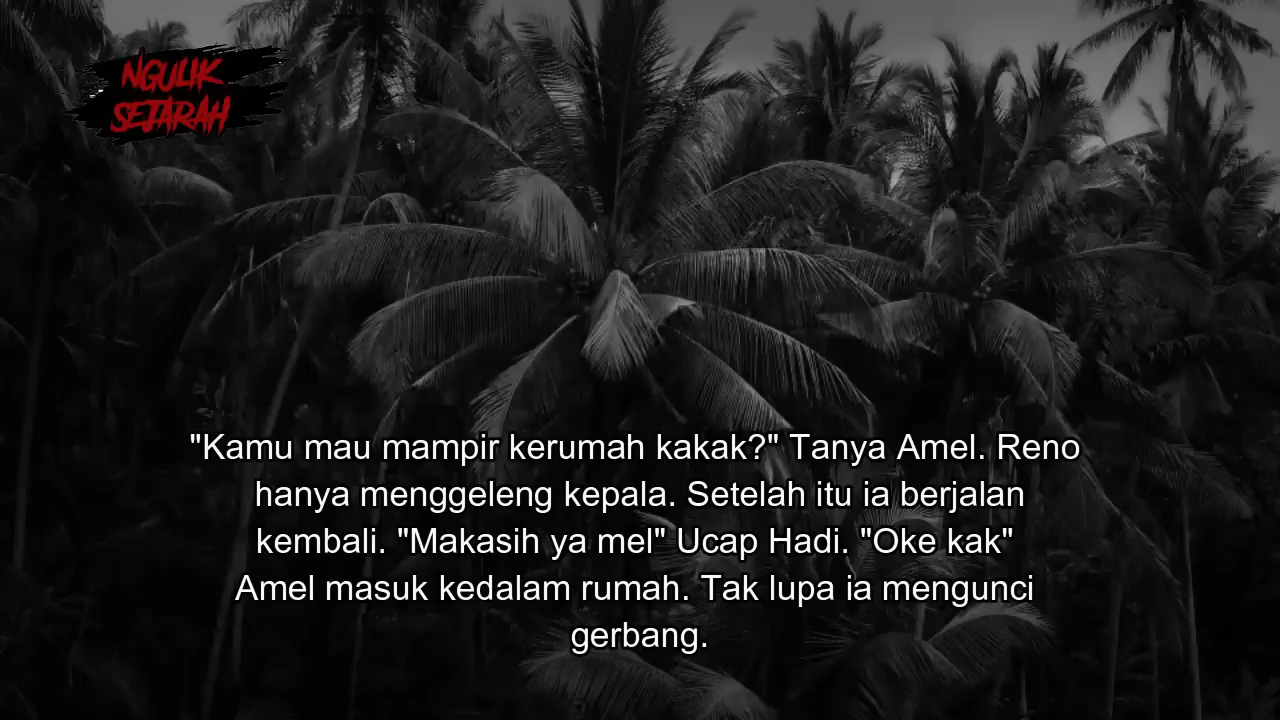 NGULIK
SEJARAH
"Kamu mau mampir kerumah kakak?" Tanya Amel. Reno
hanya menggeleng kepala. Setelah itu ia berjalan
kembali. "Makasih ya mel" Ucap Hadi. "Oke kak"
Amel masuk kedalam rumah. Tak lupa ia mengunci
gerbang.